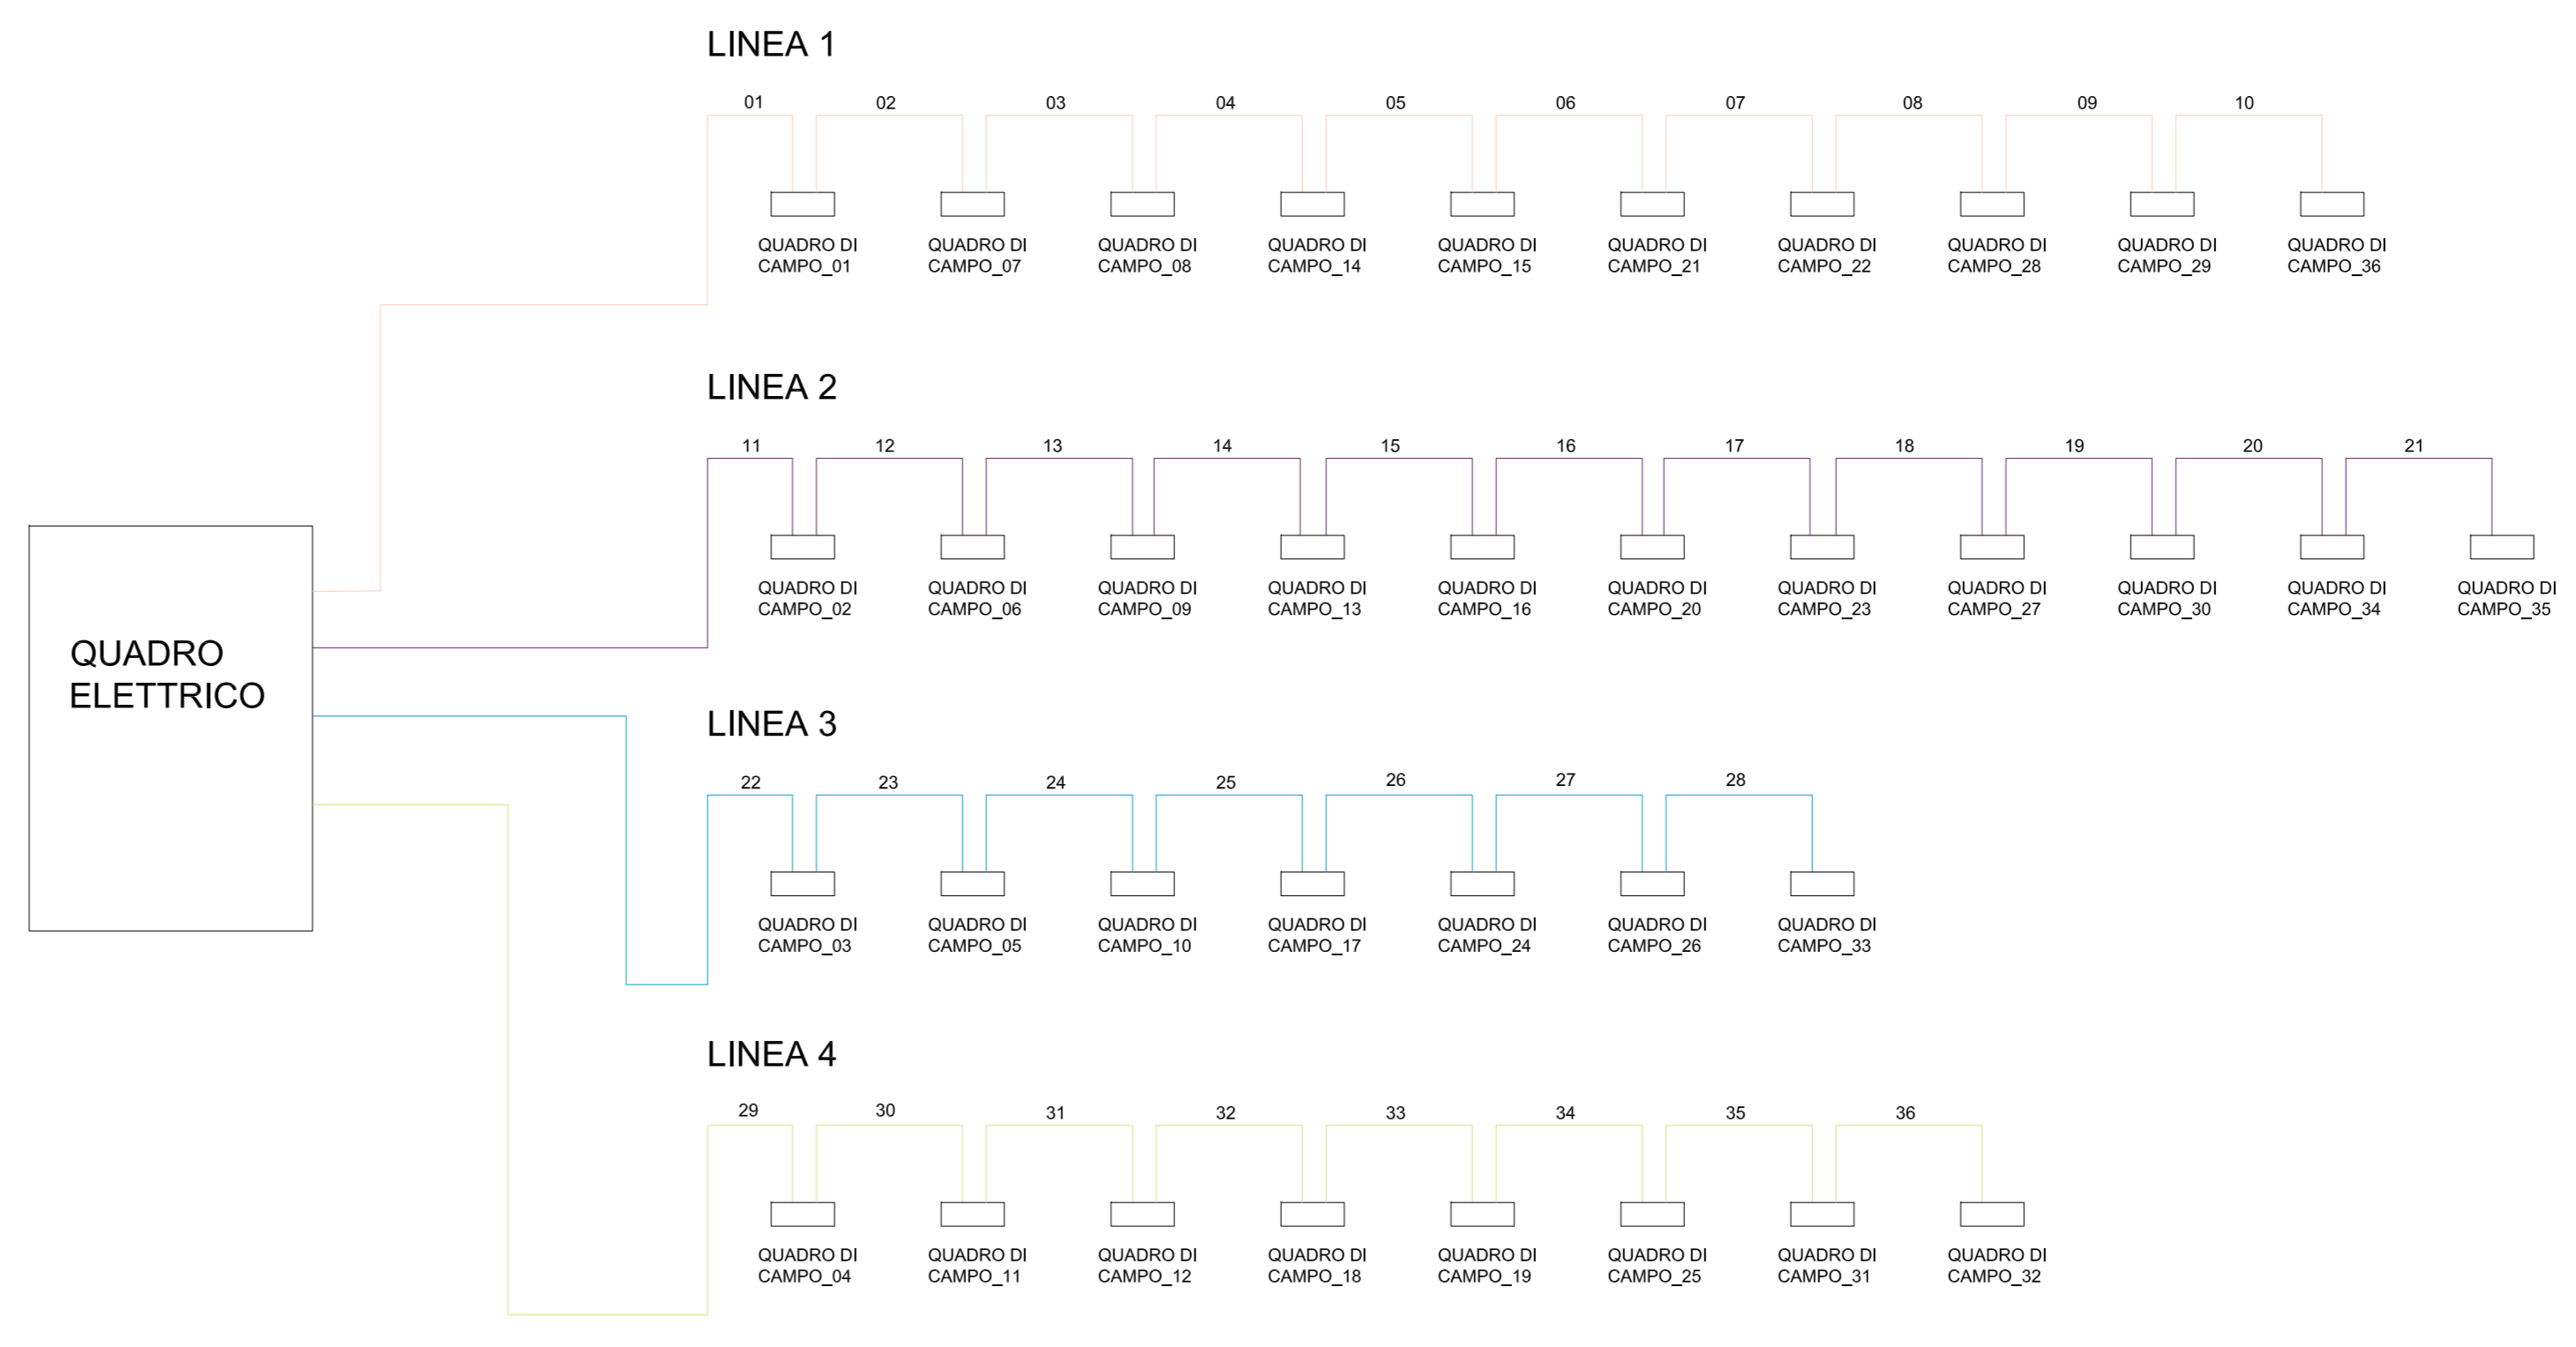 LINEA 1
01 02 03 04 05 06 07 08 09 10
QUADRO DI
CAMPO_01
QUADRO DI
CAMPO_07
QUADRO DI
CAMPO_08
QUADRO DI
CAMPO_14
QUADRO DI
CAMPO_15
QUADRO DI
CAMPO_21
QUADRO DI
CAMPO_22
QUADRO DI
CAMPO_28
QUADRO DI
CAMPO_29
QUADRO DI
CAMPO_36
LINEA 2
11 12 13 14 15 16 17 18 19 20 21
QUADRO DI
CAMPO_02
QUADRO DI
CAMPO_06
QUADRO DI
CAMPO_09
QUADRO DI
CAMPO_13
QUADRO DI
CAMPO_16
QUADRO DI
CAMPO_20
QUADRO DI
CAMPO_23
QUADRO DI
CAMPO_27
QUADRO DI
CAMPO_30
QUADRO DI
CAMPO_34
QUADRO DI
CAMPO_35
QUADRO
ELETTRICO
LINEA 3
22 23 24 25 26 27 28
QUADRO DI
CAMPO_03
QUADRO DI
CAMPO_05
QUADRO DI
CAMPO_10
QUADRO DI
CAMPO_17
QUADRO DI
CAMPO_24
QUADRO DI
CAMPO_26
QUADRO DI
CAMPO_33
LINEA 4
29 30 31 32 33 34 35 36
QUADRO DI
CAMPO_04
QUADRO DI
CAMPO_11
QUADRO DI
CAMPO_12
QUADRO DI
CAMPO_18
QUADRO DI
CAMPO_19
QUADRO DI
CAMPO_25
QUADRO DI
CAMPO_31
QUADRO DI
CAMPO_32